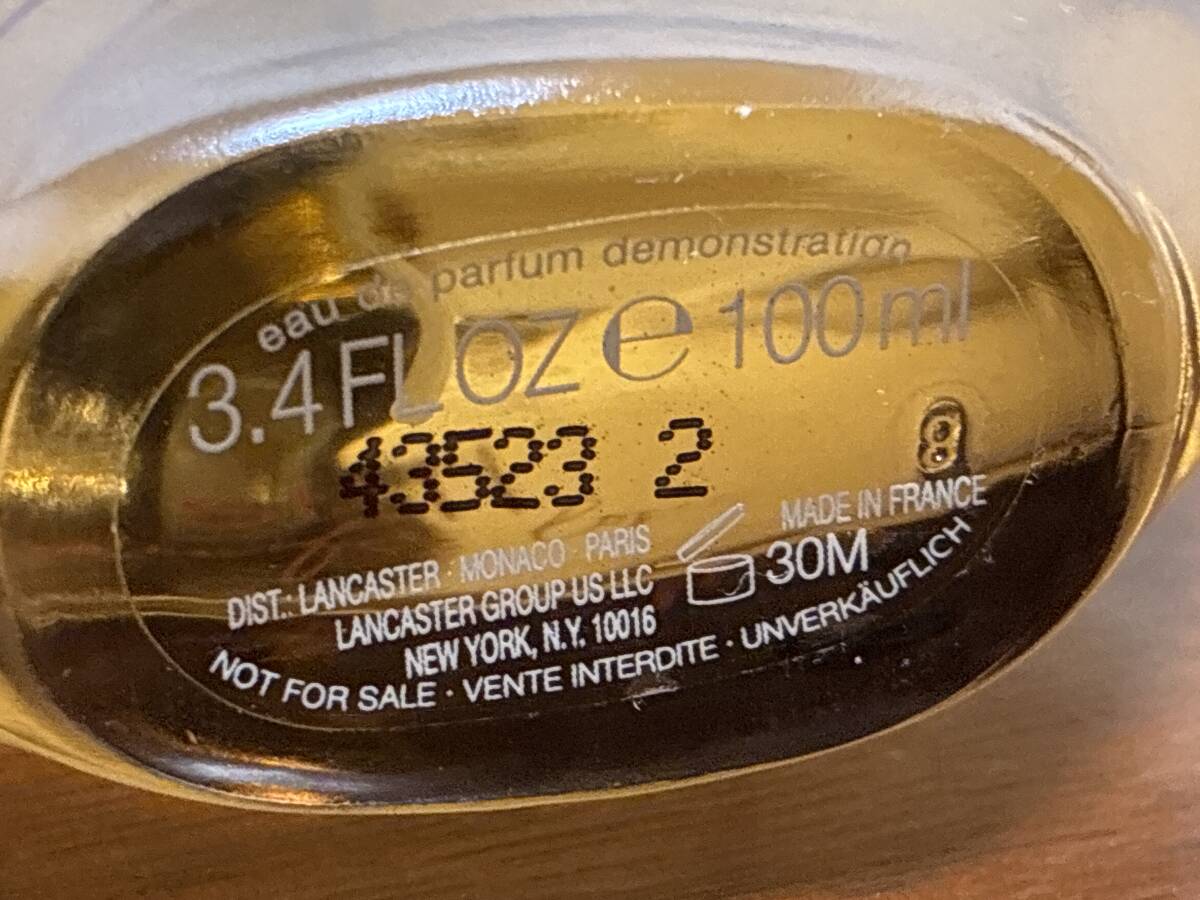 eau de parfum demonstration
3.4 FL OZ e 100 ml
43523 2
8
MADE IN FRANCE
DIST.: LANCASTER · MONACO · PARIS
LANCASTER GROUP US LLC
NEW YORK, N.Y. 10016
30M
NOT FOR SALE · VENTE INTERDITE · UNVERKÄUFLICH